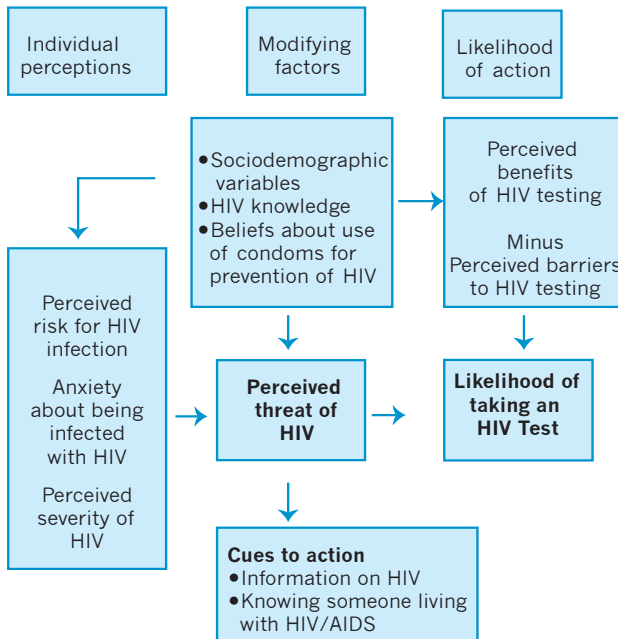 Individual
perceptions
Modifying
factors
Likelihood
of action
●Sociodemographic
variables
●HIV knowledge
●Beliefs about use
of condoms for
prevention of HIV
Perceived
benefits
of HIV testing
Minus
Perceived barriers
to HIV testing
Perceived
risk for HIV
infection
Anxiety
about being
infected
with HIV
Perceived
severity of
HIV
Perceived
threat of
HIV
Likelihood of
taking an
HIV Test
Cues to action
●Information on HIV
●Knowing someone living
with HIV/AIDS